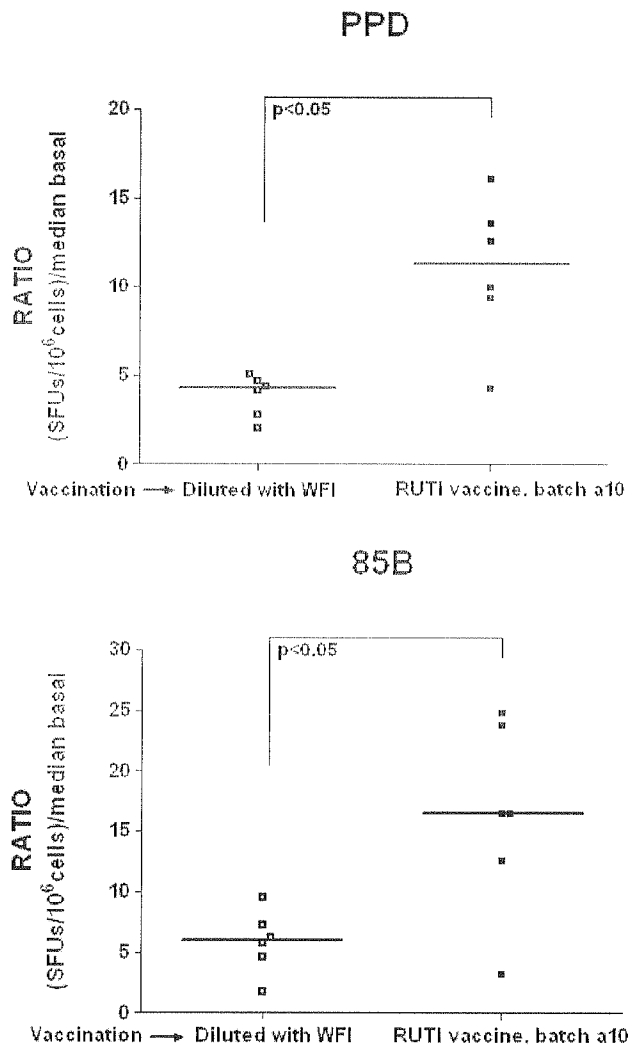 PPD
20
15
10
5
0
p<0.05
RATIO
(SFUs/10⁶cells)/median basal
Vaccination → Diluted with WFI RUTI vaccine. batch a10
85B
30
25
20
15
10
5
0
p<0.05
RATIO
(SFUs/10⁶cells)/median basal
Vaccination → Diluted with WFI RUTI vaccine. batch a10